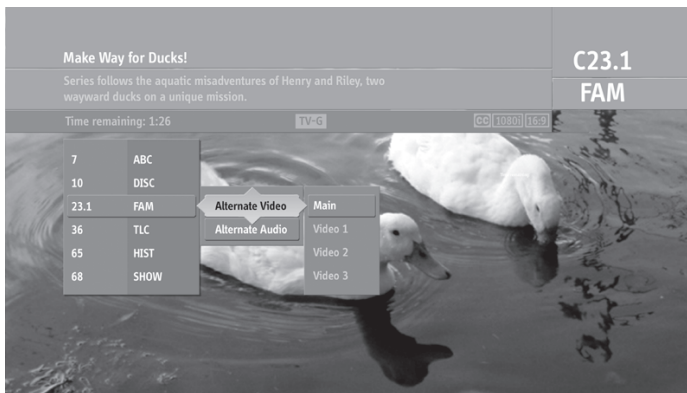 Make Way for Ducks!
Series follows the aquatic misadventures of Henry and Riley, two
wayward ducks on a unique mission.
Time remaining: 1:26
TV-G
CC 1080i 16:9
C23.1
FAM
7 ABC
10 DISC
23.1 FAM
36 TLC
65 HIST
68 SHOW
Alternate Video
Alternate Audio
Main
Video 1
Video 2
Video 3